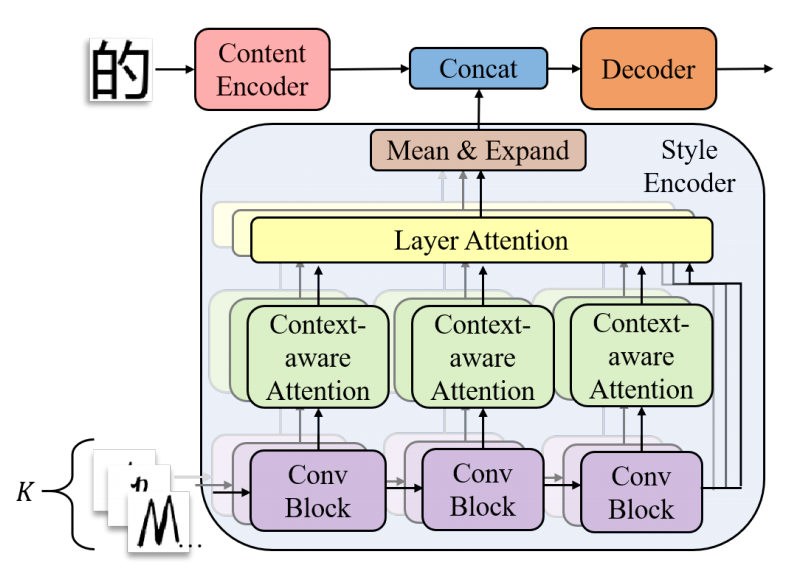 的
Content
Encoder
Concat
Decoder
Mean & Expand
Style
Encoder
Layer Attention
Context-
aware
Attention
Context-
aware
Attention
Context-
aware
Attention
K
M
...
Conv
Block
Conv
Block
Conv
Block